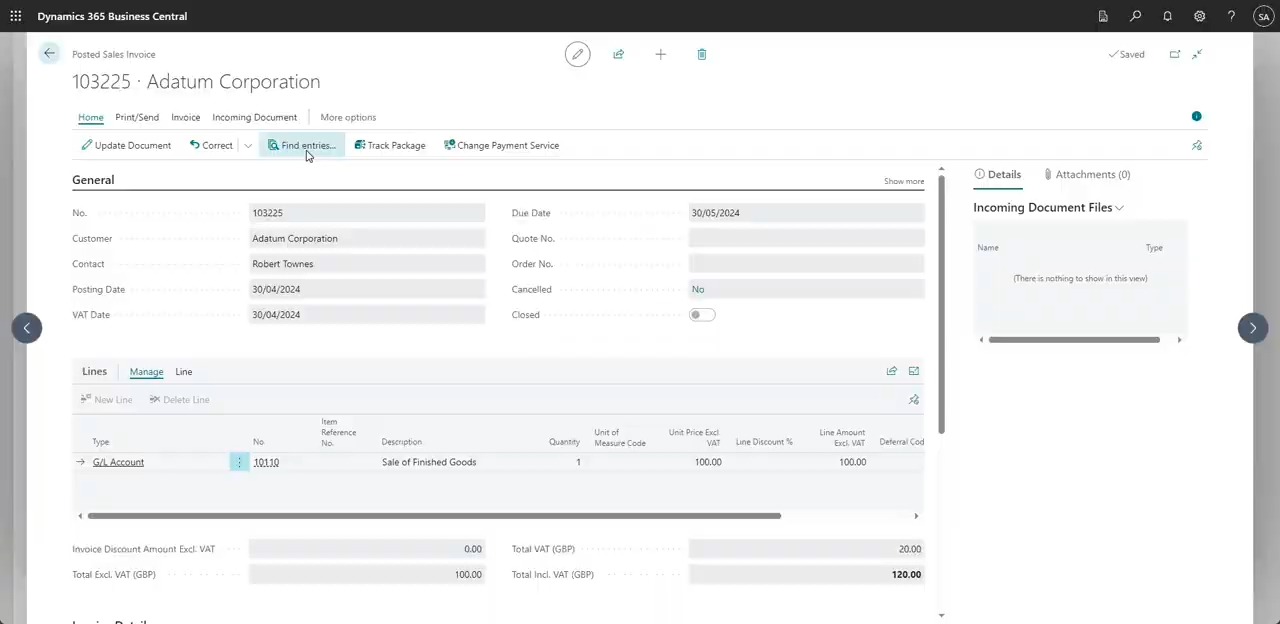 Dynamics 365 Business Central
SA
Posted Sales Invoice
Saved
103225 · Adatum Corporation
Home Print/Send Invoice Incoming Document More options
Update Document Correct Find entries... Track Package Change Payment Service
General Show more
No. 103225 Due Date 30/05/2024
Customer Adatum Corporation Quote No.
Contact Robert Townes Order No.
Posting Date 30/04/2024 Cancelled No
VAT Date 30/04/2024 Closed
Details Attachments (0)
Incoming Document Files
Name Type
(There is nothing to show in this view)
Lines Manage Line
New Line Delete Line
Type No. Item Reference No. Description Quantity Unit of Measure Code Unit Price Excl. VAT Line Discount % Line Amount Excl. VAT Deferral Cod
G/L Account 10110 Sale of Finished Goods 1 100.00 100.00
Invoice Discount Amount Excl. VAT 0.00 Total VAT (GBP) 20.00
Total Excl. VAT (GBP) 100.00 Total Incl. VAT (GBP) 120.00